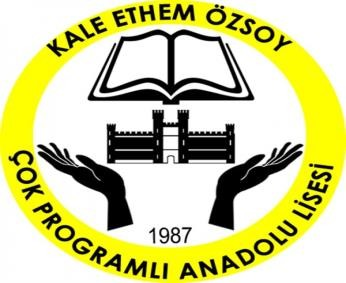 KALE ETHEM ÖZSOY
1987
ÇOK PROGRAMLI ANADOLU LİSESİ